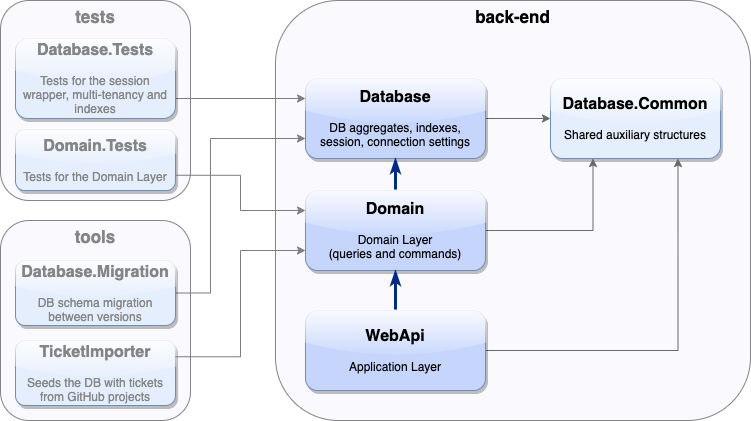 tests
Database.Tests
Tests for the session
wrapper, multi-tenancy and
indexes
Domain.Tests
Tests for the Domain Layer
tools
Database.Migration
DB schema migration
between versions
TicketImporter
Seeds the DB with tickets
from GitHub projects
back-end
Database
DB aggregates, indexes,
session, connection settings
Database.Common
Shared auxiliary structures
Domain
Domain Layer
(queries and commands)
WebApi
Application Layer